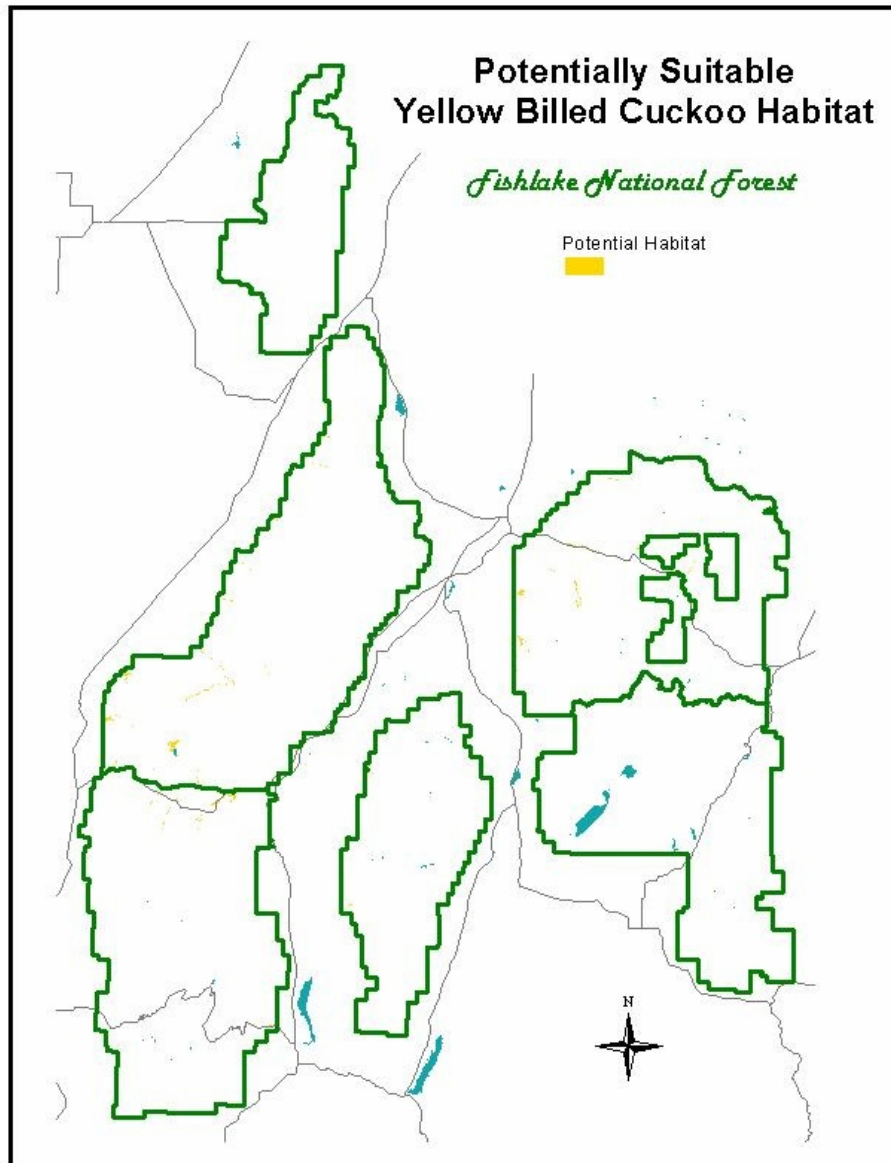 Potentially Suitable
Yellow Billed Cuckoo Habitat
Fishlake National Forest
Potential Habitat
N